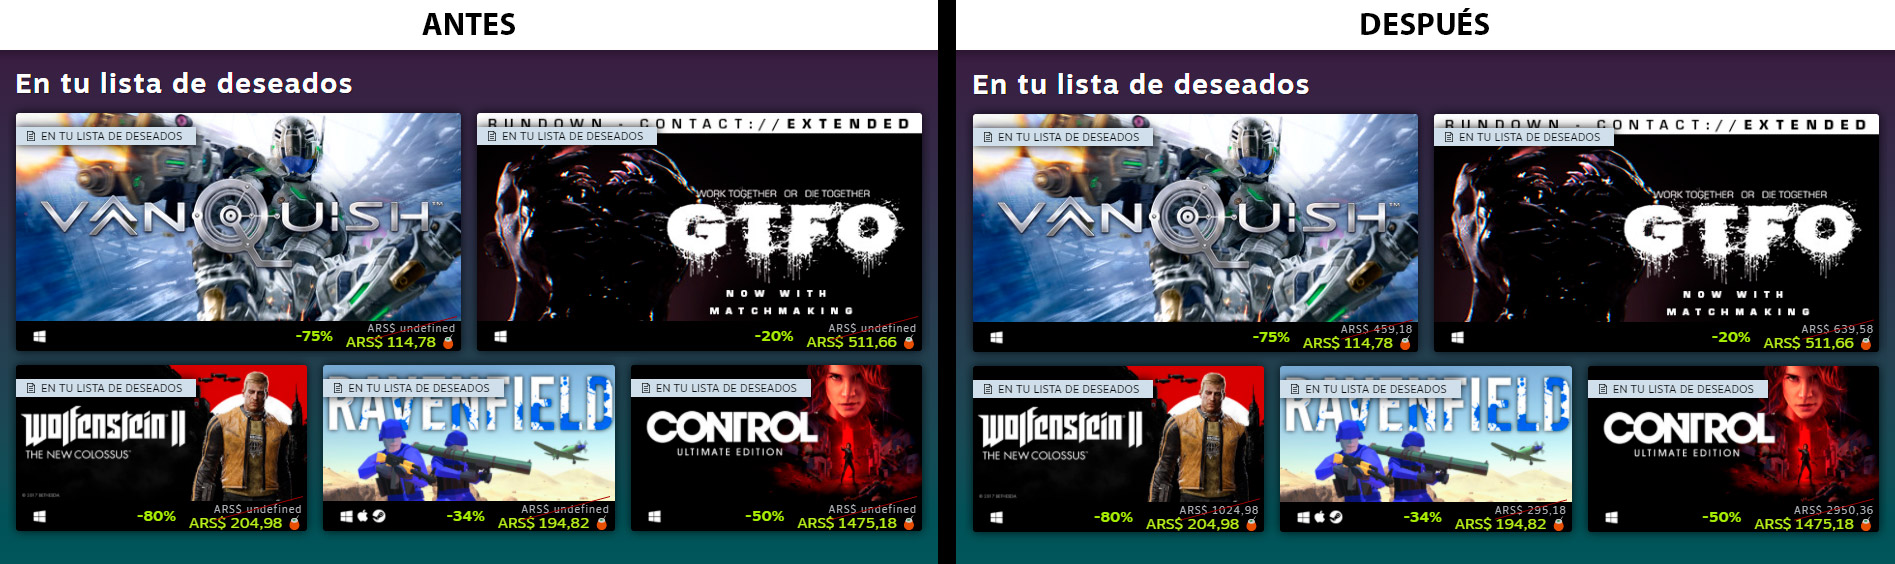 ANTES
En tu lista de deseados
EN TU LISTA DE DESEADOS
VANQUISH™
-75%
ARS$ undefined
ARS$ 114,78
RUNDOWN - CONTACT://EXTENDED
EN TU LISTA DE DESEADOS
WORK TOGETHER OR DIE TOGETHER
GTFO
NOW WITH
MATCHMAKING
-20%
ARS$ undefined
ARS$ 511,66
EN TU LISTA DE DESEADOS
Wolfenstein II
THE NEW COLOSSUS™
© 2017 BETHESDA
-80%
ARS$ undefined
ARS$ 204,98
EN TU LISTA DE DESEADOS
RAVENFIELD
-34%
ARS$ undefined
ARS$ 194,82
EN TU LISTA DE DESEADOS
CONTROL
ULTIMATE EDITION
-50%
ARS$ undefined
ARS$ 1475,18
DESPUÉS
En tu lista de deseados
EN TU LISTA DE DESEADOS
VANQUISH™
-75%
ARS$ 459,18
ARS$ 114,78
RUNDOWN - CONTACT://EXTENDED
EN TU LISTA DE DESEADOS
WORK TOGETHER OR DIE TOGETHER
GTFO
NOW WITH
MATCHMAKING
-20%
ARS$ 639,58
ARS$ 511,66
EN TU LISTA DE DESEADOS
Wolfenstein II
THE NEW COLOSSUS™
© 2017 BETHESDA
-80%
ARS$ 1024,98
ARS$ 204,98
EN TU LISTA DE DESEADOS
RAVENFIELD
-34%
ARS$ 295,18
ARS$ 194,82
EN TU LISTA DE DESEADOS
CONTROL
ULTIMATE EDITION
-50%
ARS$ 2950,36
ARS$ 1475,18